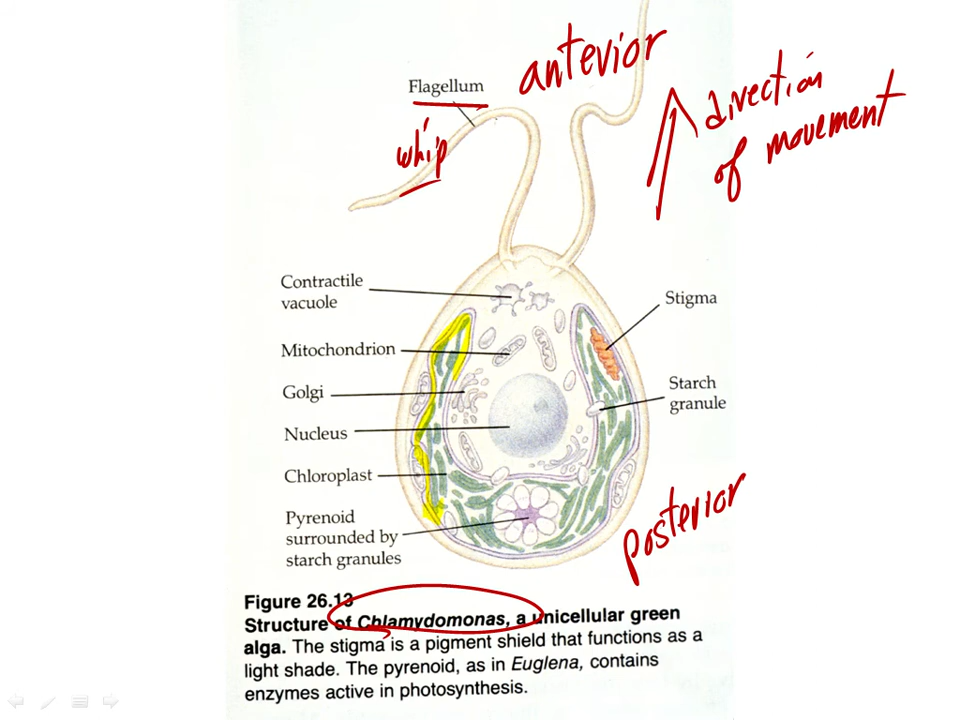 anterior
Flagellum
whip
direction
of movement
Contractile
vacuole
Stigma
Mitochondrion
Golgi
Starch
granule
Nucleus
Chloroplast
Pyrenoid
surrounded by
starch granules
posterior
Figure 26.13
Structure of Chlamydomonas, a unicellular green
alga. The stigma is a pigment shield that functions as a
light shade. The pyrenoid, as in Euglena, contains
enzymes active in photosynthesis.